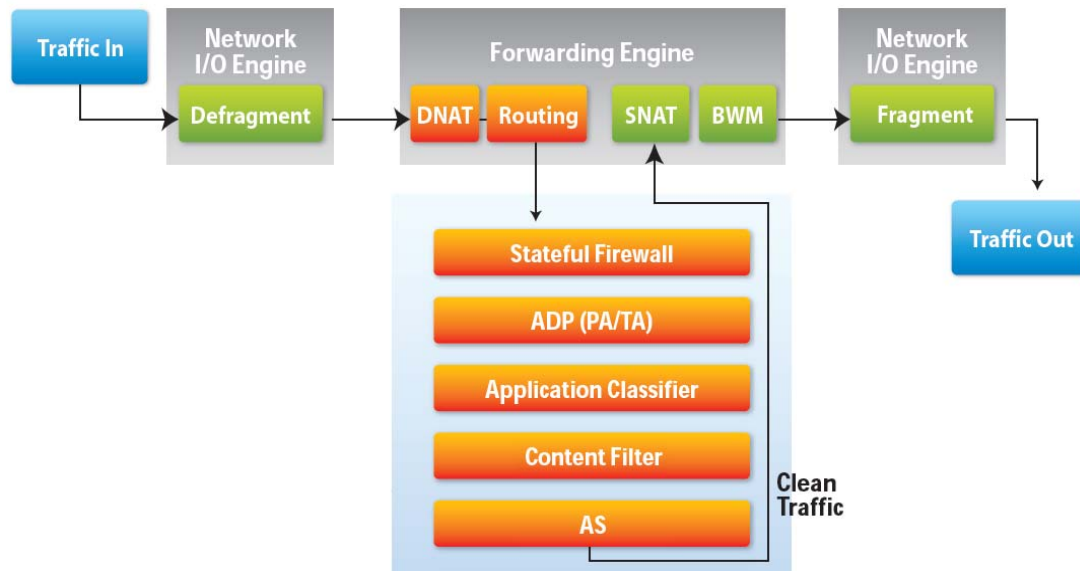 Traffic In
Network
I/O Engine
Defragment
Forwarding Engine
DNAT
Routing
SNAT
BWM
Network
I/O Engine
Fragment
Traffic Out
Stateful Firewall
ADP (PA/TA)
Application Classifier
Content Filter
AS
Clean
Traffic